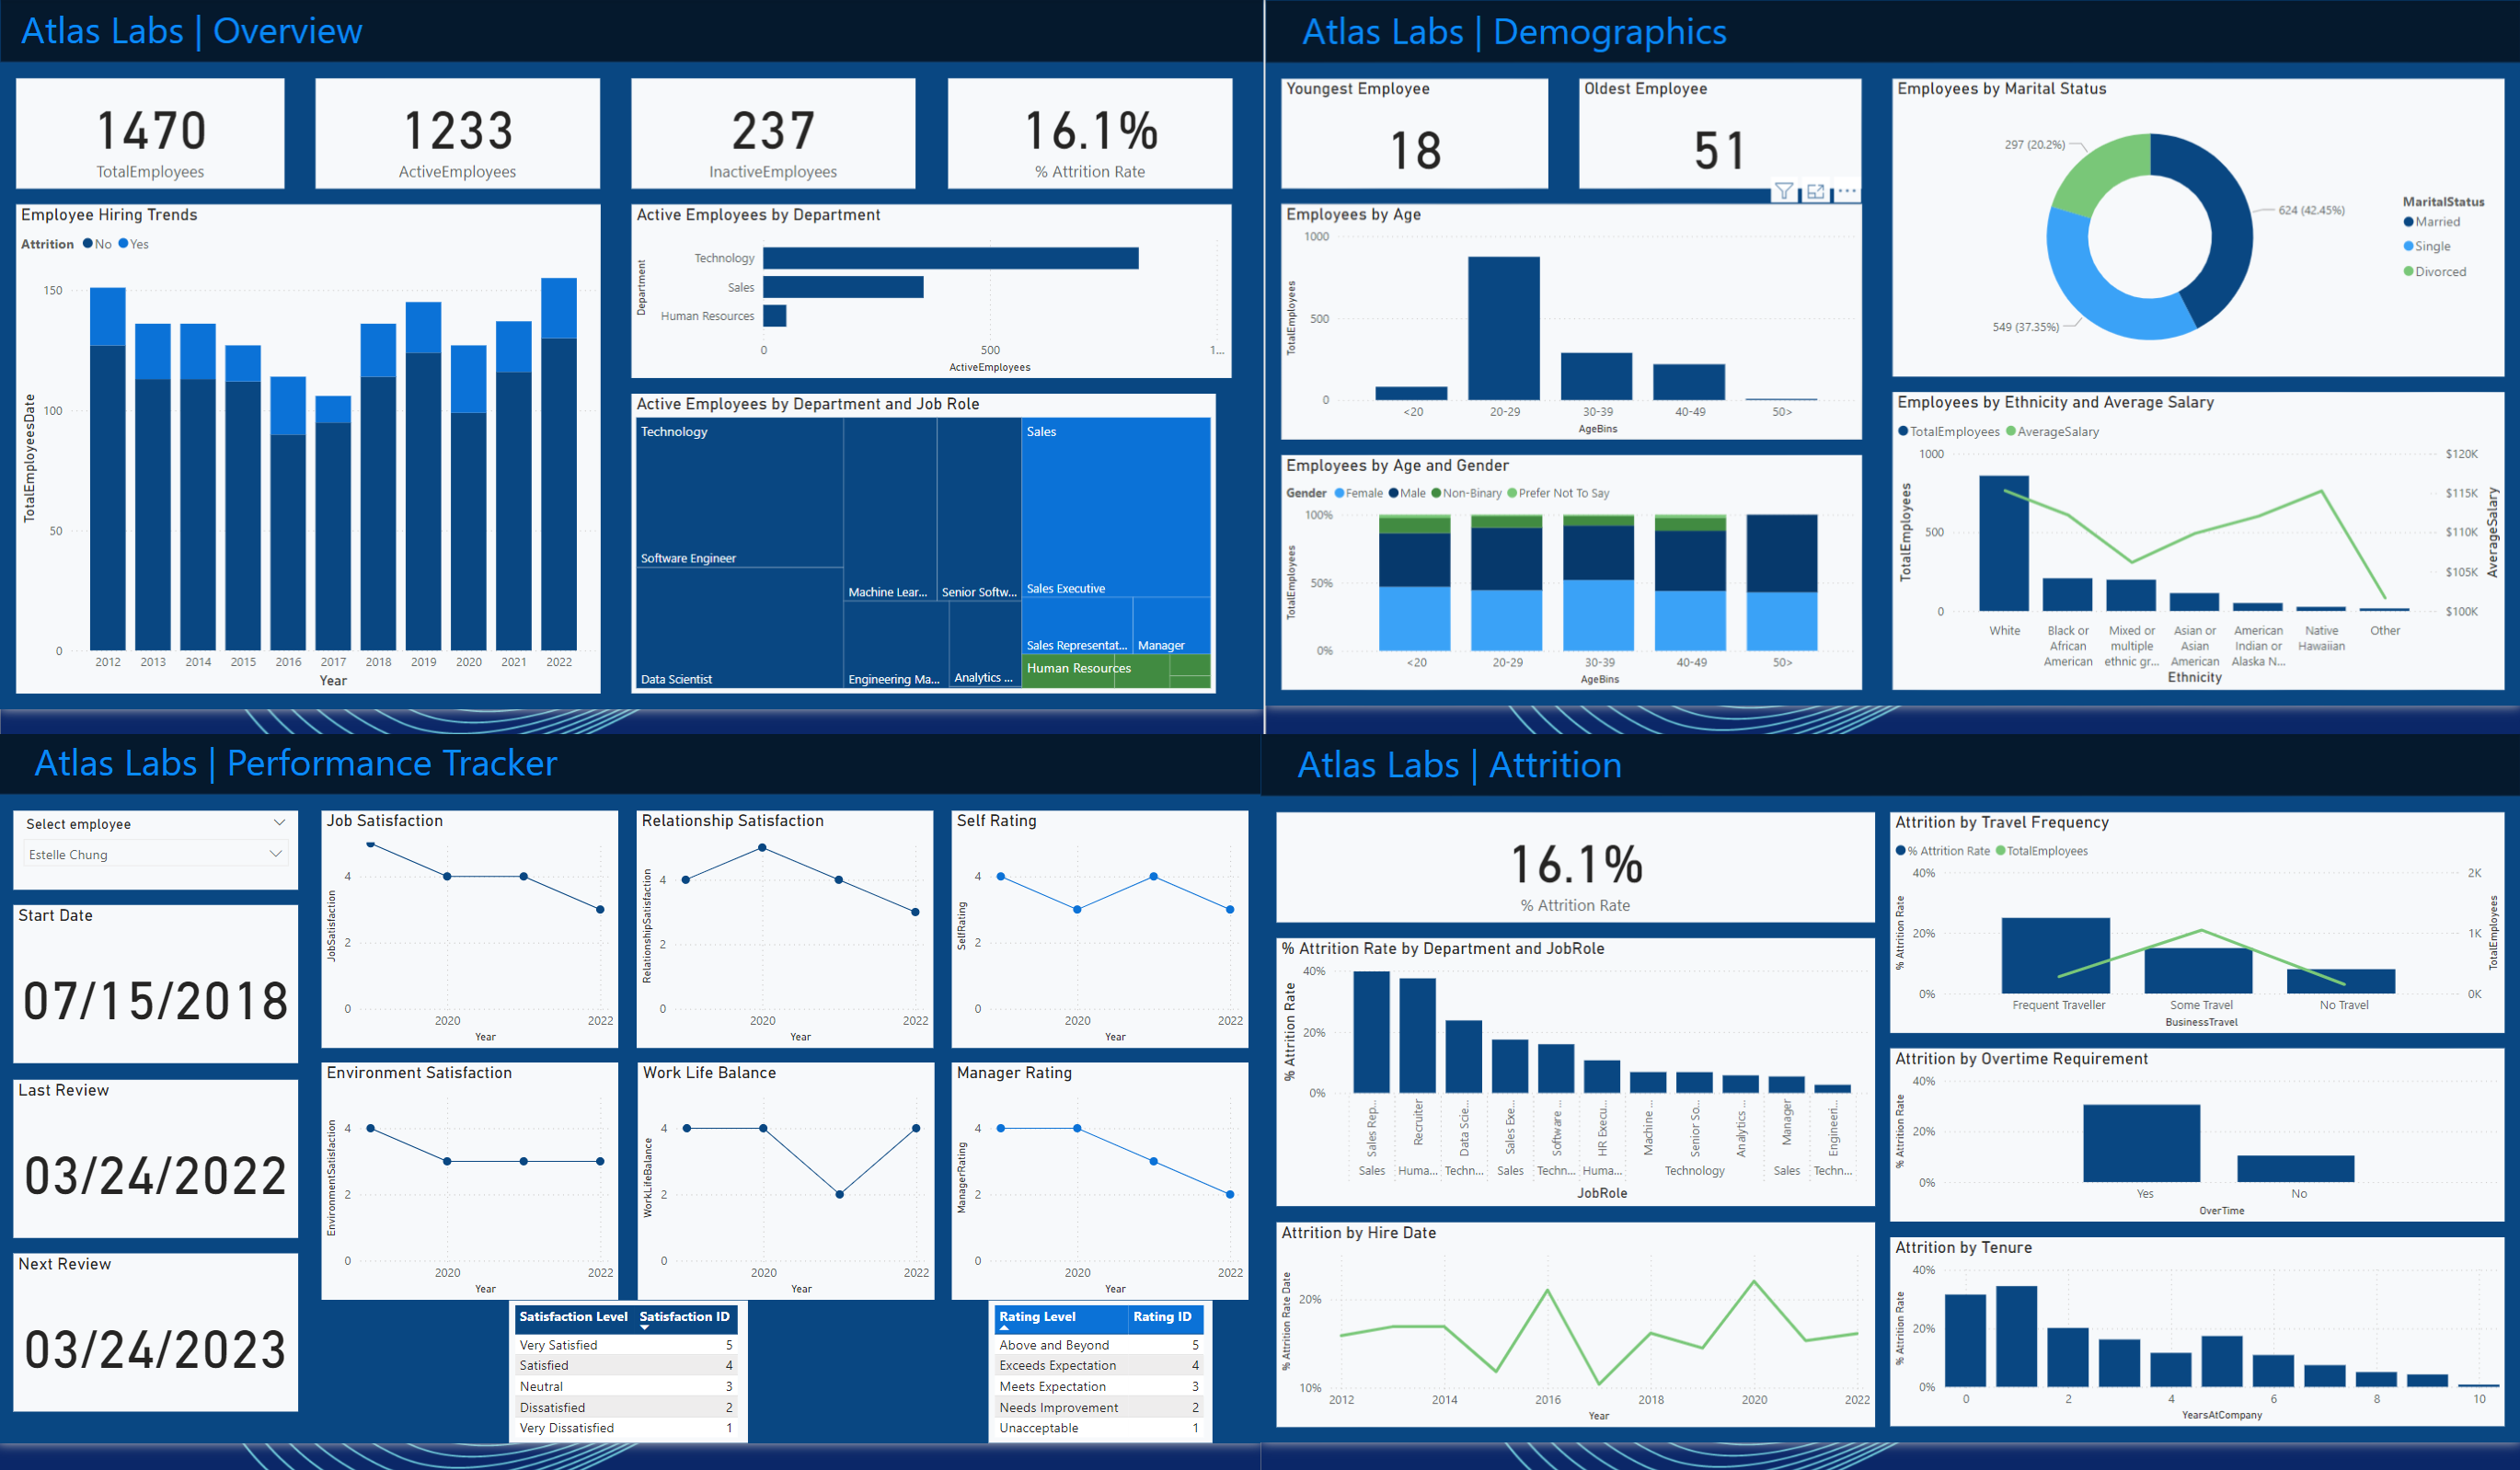 Atlas Labs | Overview
1470
TotalEmployees
1233
ActiveEmployees
237
InactiveEmployees
16.1%
% Attrition Rate
Employee Hiring Trends
Attrition No Yes
TotalEmployeesDate
150
100
50
0
2012 2013 2014 2015 2016 2017 2018 2019 2020 2021 2022
Year
Active Employees by Department
Department
Technology
Sales
Human Resources
0 500 1...
ActiveEmployees
Active Employees by Department and Job Role
Technology
Sales
Software Engineer
Machine Lear...
Senior Softw...
Sales Executive
Sales Representat...
Manager
Human Resources
Data Scientist
Engineering Ma...
Analytics ...
Atlas Labs | Demographics
Youngest Employee
18
Oldest Employee
51
Employees by Age
TotalEmployees
1000
500
0
<20 20-29 30-39 40-49 50>
AgeBins
Employees by Age and Gender
Gender Female Male Non-Binary Prefer Not To Say
TotalEmployees
100%
50%
0%
<20 20-29 30-39 40-49 50>
AgeBins
Employees by Marital Status
297 (20.2%)
624 (42.45%)
549 (37.35%)
MaritalStatus
Married
Single
Divorced
Employees by Ethnicity and Average Salary
TotalEmployees AverageSalary
TotalEmployees
1000
500
0
$120K
$115K
$110K
$105K
$100K
AverageSalary
White
Black or African American
Mixed or multiple ethnic gr...
Asian or Asian American
American Indian or Alaska N...
Native Hawaiian
Other
Ethnicity
Atlas Labs | Performance Tracker
Select employee
Estelle Chung
Start Date
07/15/2018
Last Review
03/24/2022
Next Review
03/24/2023
Job Satisfaction
JobSatisfaction
4
2
0
2020 2022
Year
Relationship Satisfaction
RelationshipSatisfaction
4
2
0
2020 2022
Year
Self Rating
SelfRating
4
2
0
2020 2022
Year
Environment Satisfaction
EnvironmentSatisfaction
4
2
0
2020 2022
Year
Work Life Balance
WorkLifeBalance
4
2
0
2020 2022
Year
Manager Rating
ManagerRating
4
2
0
2020 2022
Year
Satisfaction Level Satisfaction ID
Very Satisfied 5
Satisfied 4
Neutral 3
Dissatisfied 2
Very Dissatisfied 1
Rating Level Rating ID
Above and Beyond 5
Exceeds Expectation 4
Meets Expectation 3
Needs Improvement 2
Unacceptable 1
Atlas Labs | Attrition
16.1%
% Attrition Rate
% Attrition Rate by Department and JobRole
% Attrition Rate
40%
20%
0%
Sales Rep... Recruiter Data Scie... Sales Exe... Software ... HR Execu... Machine ... Senior So... Analytics ... Manager Engineeri...
Sales Huma... Techn... Sales Techn... Huma... Technology Sales Techn...
JobRole
Attrition by Hire Date
% Attrition Rate Date
20%
10%
2012 2014 2016 2018 2020 2022
Year
Attrition by Travel Frequency
% Attrition Rate TotalEmployees
% Attrition Rate
40%
20%
0%
2K
1K
0K
TotalEmployees
Frequent Traveller Some Travel No Travel
BusinessTravel
Attrition by Overtime Requirement
% Attrition Rate
40%
20%
0%
Yes No
OverTime
Attrition by Tenure
% Attrition Rate
40%
20%
0%
0 2 4 6 8 10
YearsAtCompany